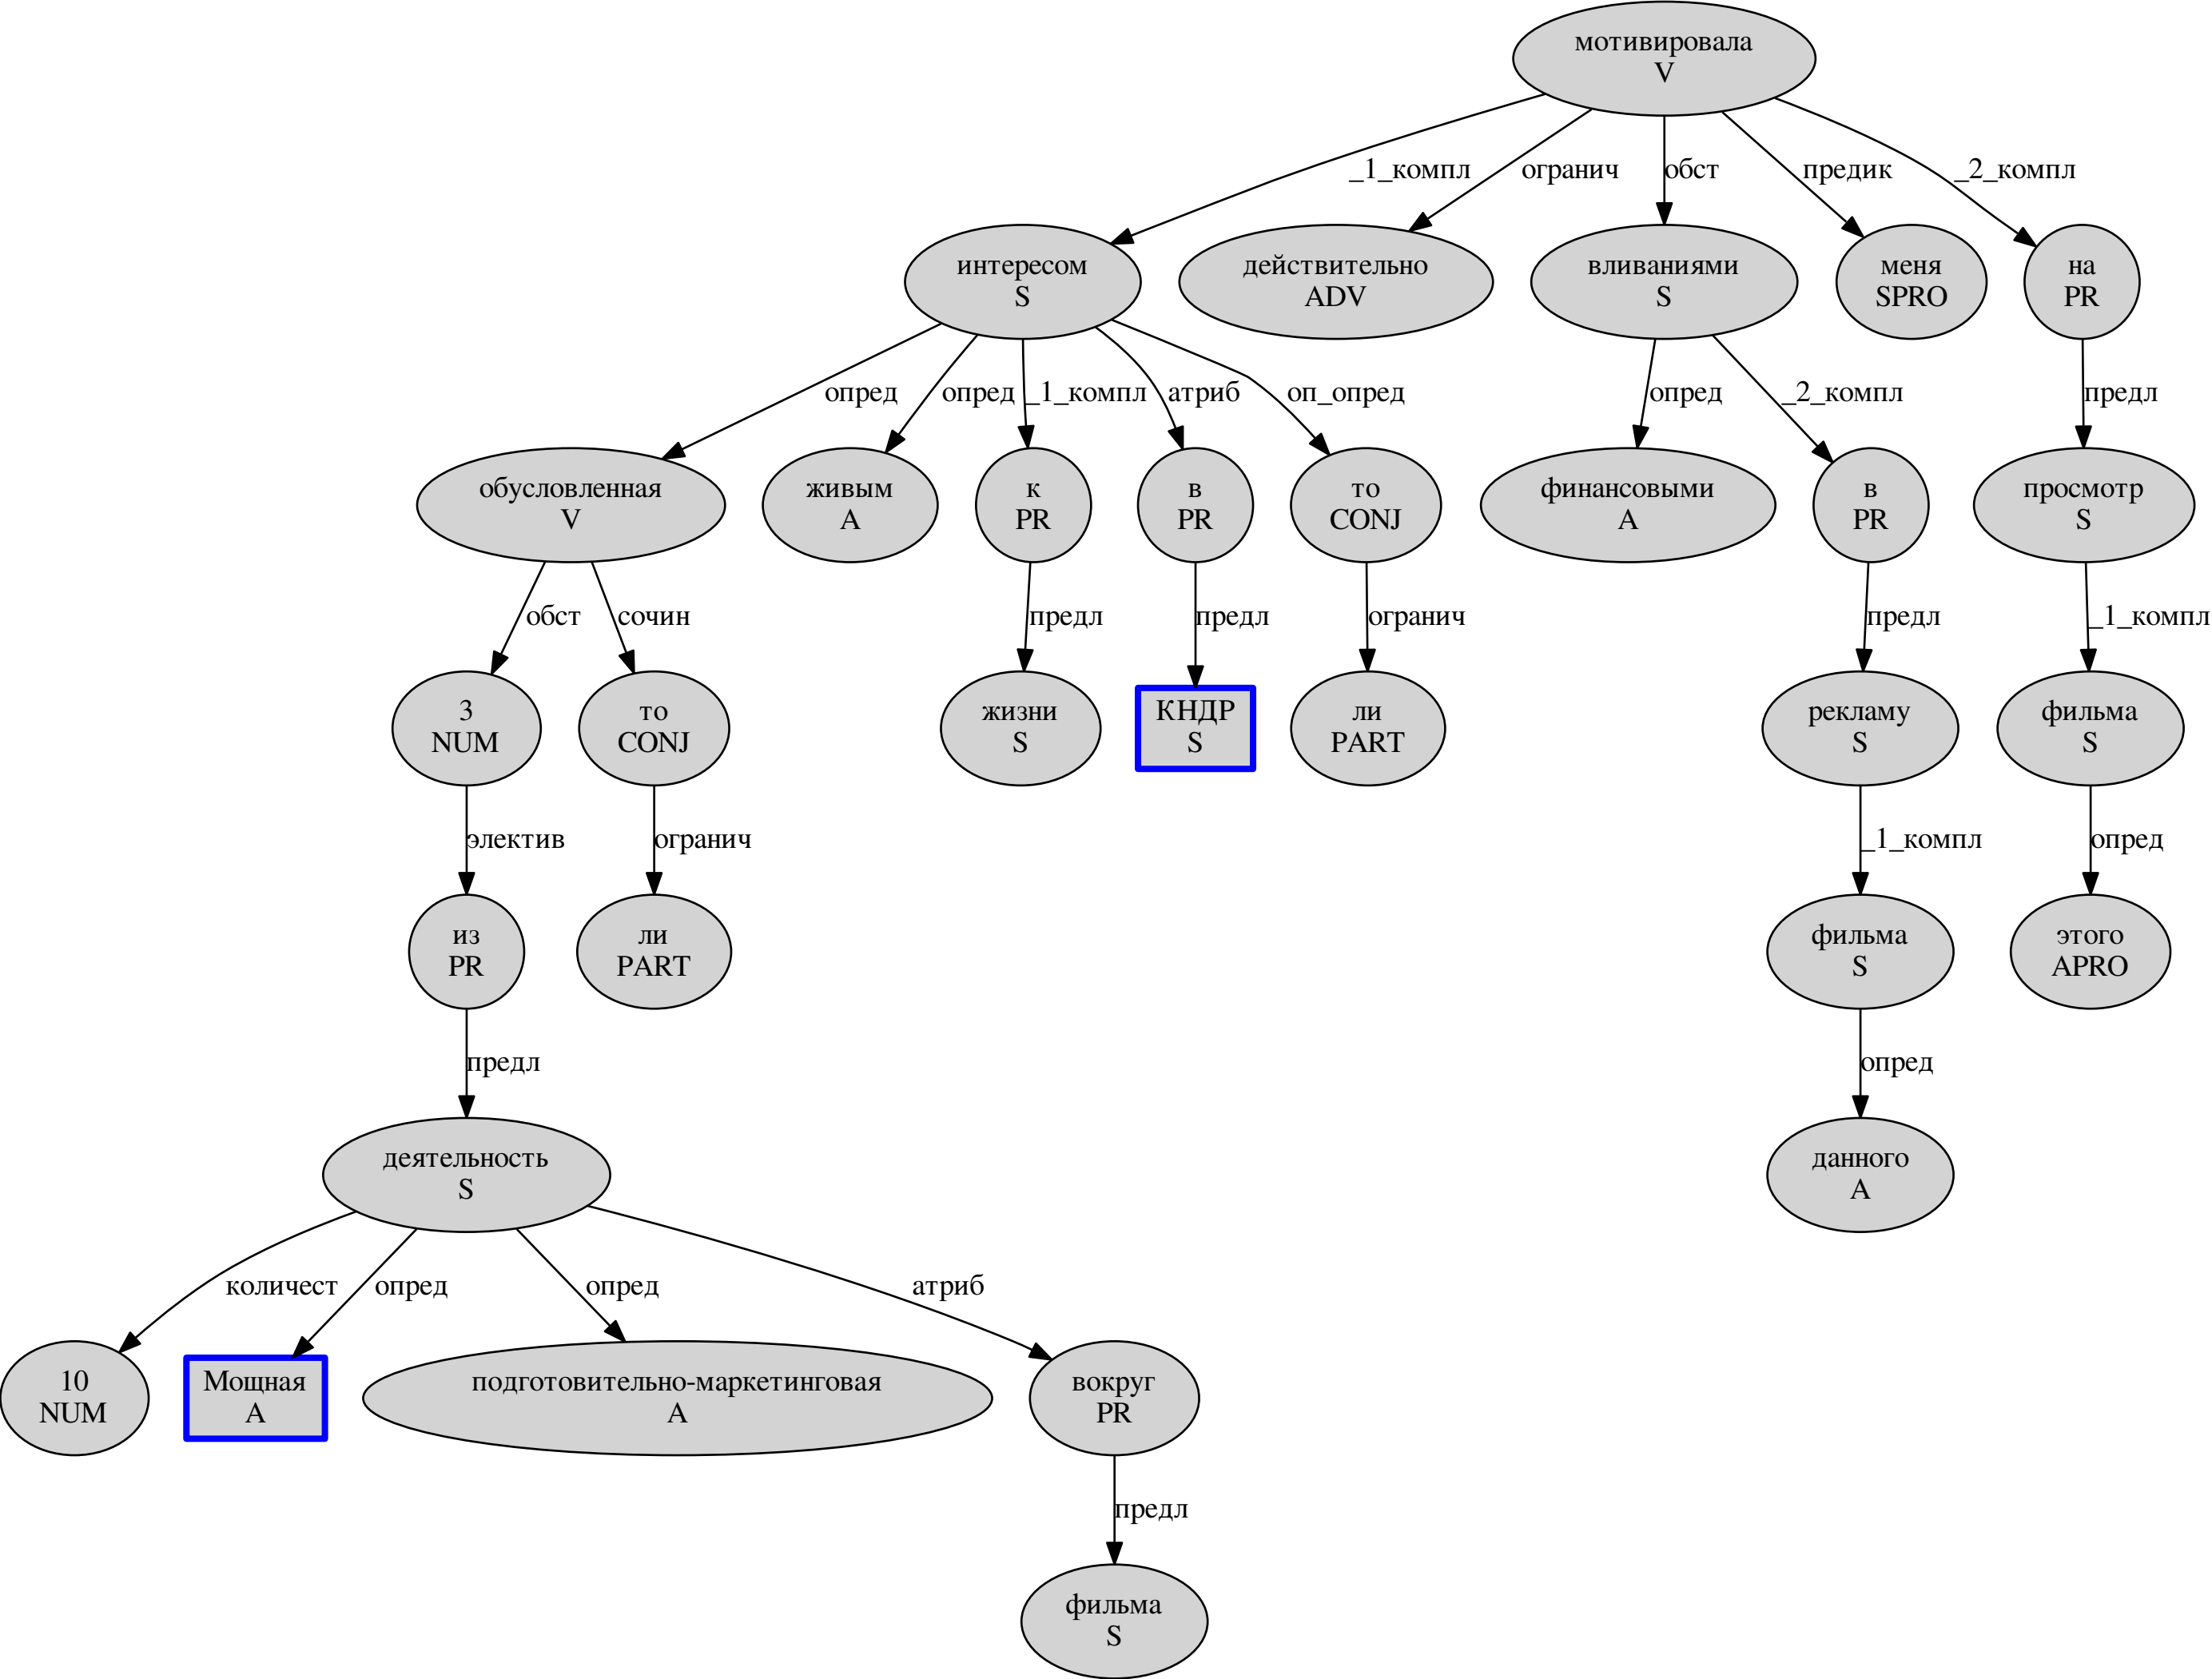 мотивировала
V
_1_компл
огранич
обст
предик
_2_компл
интересом
S
действительно
ADV
вливаниями
S
меня
SPRO
на
PR
опред
опред
_1_компл
атриб
оп_опред
опред
_2_компл
предл
обусловленная
V
живым
A
к
PR
в
PR
то
CONJ
финансовыми
A
в
PR
просмотр
S
обст
сочин
предл
предл
огранич
предл
_1_компл
3
NUM
то
CONJ
жизни
S
КНДР
S
ли
PART
рекламу
S
фильма
S
электив
огранич
_1_компл
опред
из
PR
ли
PART
фильма
S
этого
APRO
предл
опред
деятельность
S
данного
A
количест
опред
опред
атриб
10
NUM
Мощная
A
подготовительно-маркетинговая
A
вокруг
PR
предл
фильма
S